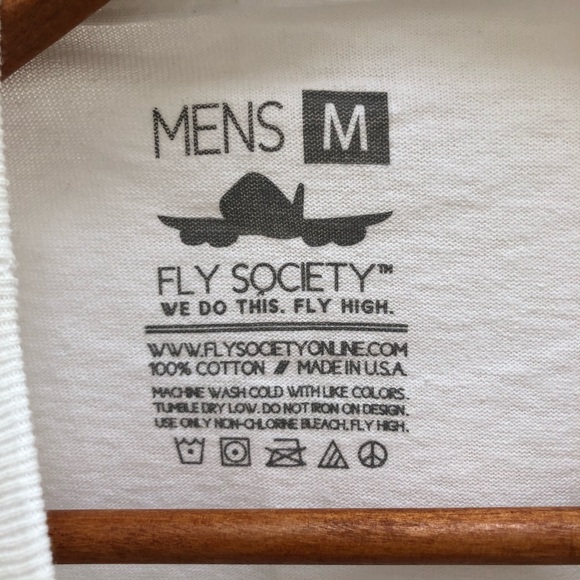 MENS M
FLY SOCIETY™
WE DO THIS. FLY HIGH.
WWW.FLYSOCIETYONLINE.COM
100% COTTON // MADE IN U.S.A.
MACHINE WASH COLD WITH LIKE COLORS.
TUMBLE DRY LOW. DO NOT IRON ON DESIGN.
USE ONLY NON-CHLORINE BLEACH. FLY HIGH.